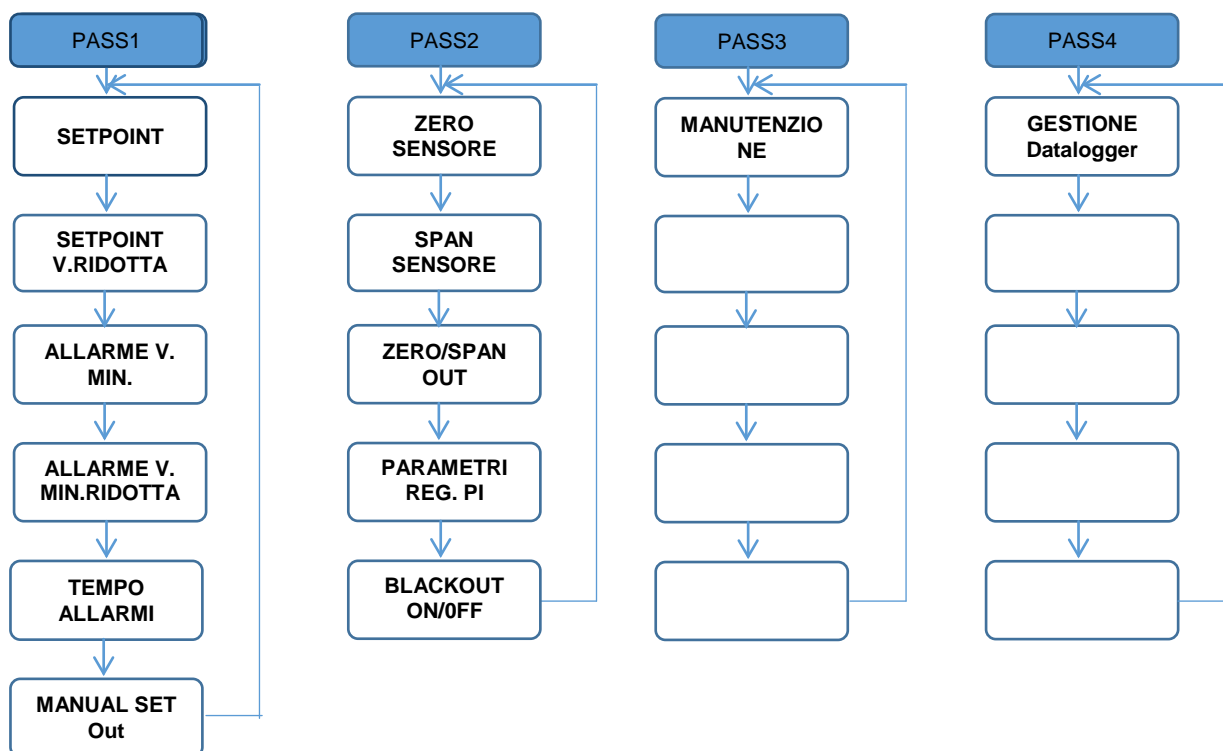 PASS1
SETPOINT
SETPOINT
V.RIDOTTA
ALLARME V.
MIN.
ALLARME V.
MIN.RIDOTTA
TEMPO
ALLARMI
MANUAL SET
Out
PASS2
ZERO
SENSORE
SPAN
SENSORE
ZERO/SPAN
OUT
PARAMETRI
REG. PI
BLACKOUT
ON/0FF
PASS3
MANUTENZIO
NE
PASS4
GESTIONE
Datalogger